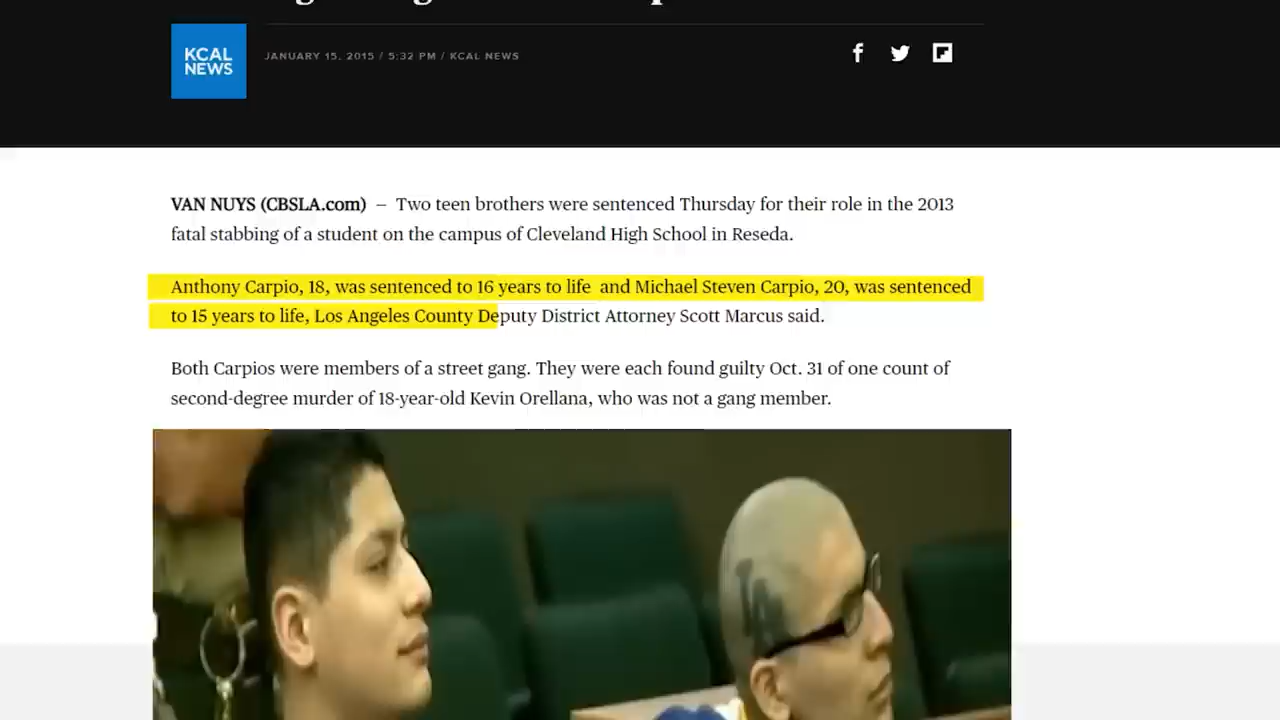 KCAL
NEWS
JANUARY 15, 2015 / 5:32 PM / KCAL NEWS
VAN NUYS (CBSLA.com) — Two teen brothers were sentenced Thursday for their role in the 2013
fatal stabbing of a student on the campus of Cleveland High School in Reseda.
Anthony Carpio, 18, was sentenced to 16 years to life and Michael Steven Carpio, 20, was sentenced
to 15 years to life, Los Angeles County Deputy District Attorney Scott Marcus said.
Both Carpios were members of a street gang. They were each found guilty Oct. 31 of one count of
second-degree murder of 18-year-old Kevin Orellana, who was not a gang member.
LA